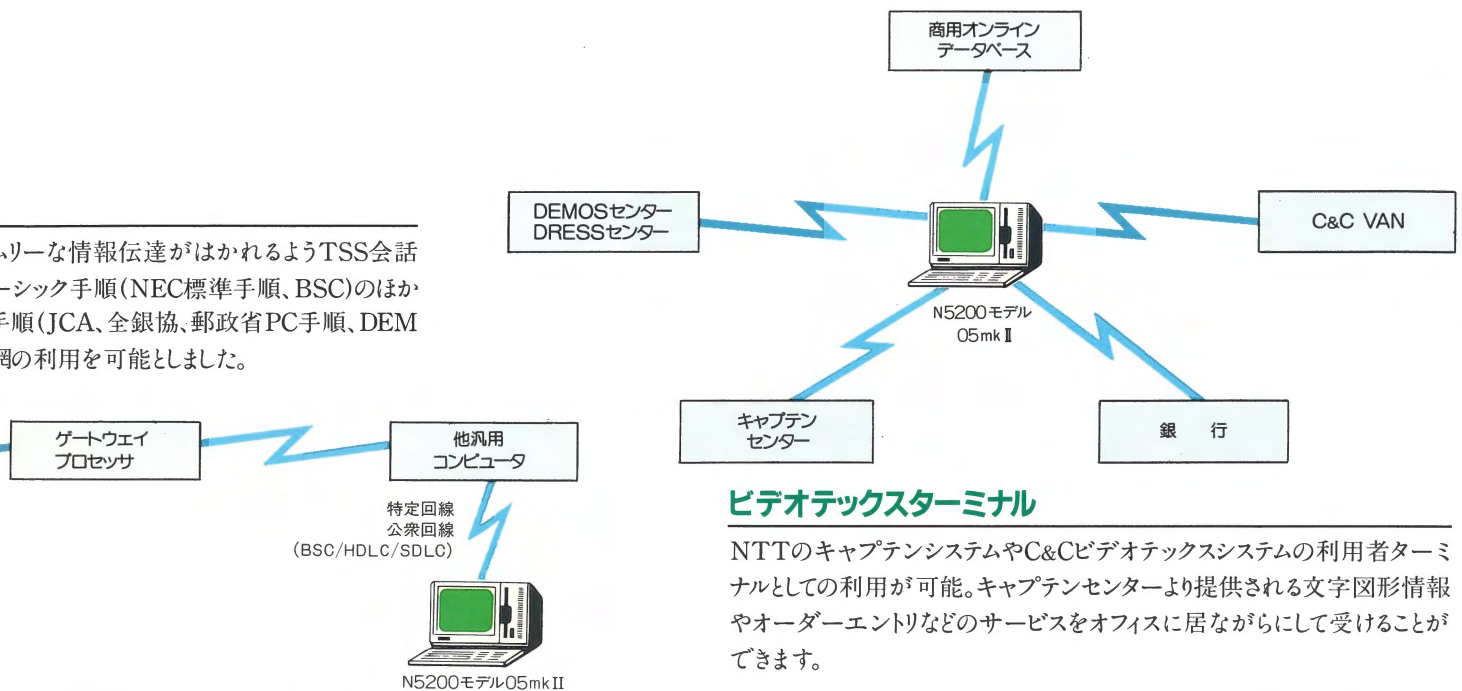 商用オンライン
データベース
DEMOSセンター
DRESSセンター
C&C VAN
N5200モデル
05mkⅡ
キャプテン
センター
銀 行
ムリーな情報伝達がはかれるようTSS会話
ーシック手順(NEC標準手順、BSC)のほか
手順(JCA、全銀協、郵政省PC手順、DEM
網の利用を可能としました。
ゲートウェイ
プロセッサ
他汎用
コンピュータ
特定回線
公衆回線
(BSC/HDLC/SDLC)
N5200モデル05mkⅡ
ビデオテックスターミナル
NTTのキャプテンシステムやC&Cビデオテックスシステムの利用者ターミ
ナルとしての利用が可能。キャプテンセンターより提供される文字図形情報
やオーダーエントリなどのサービスをオフィスに居ながらにして受けることが
できます。